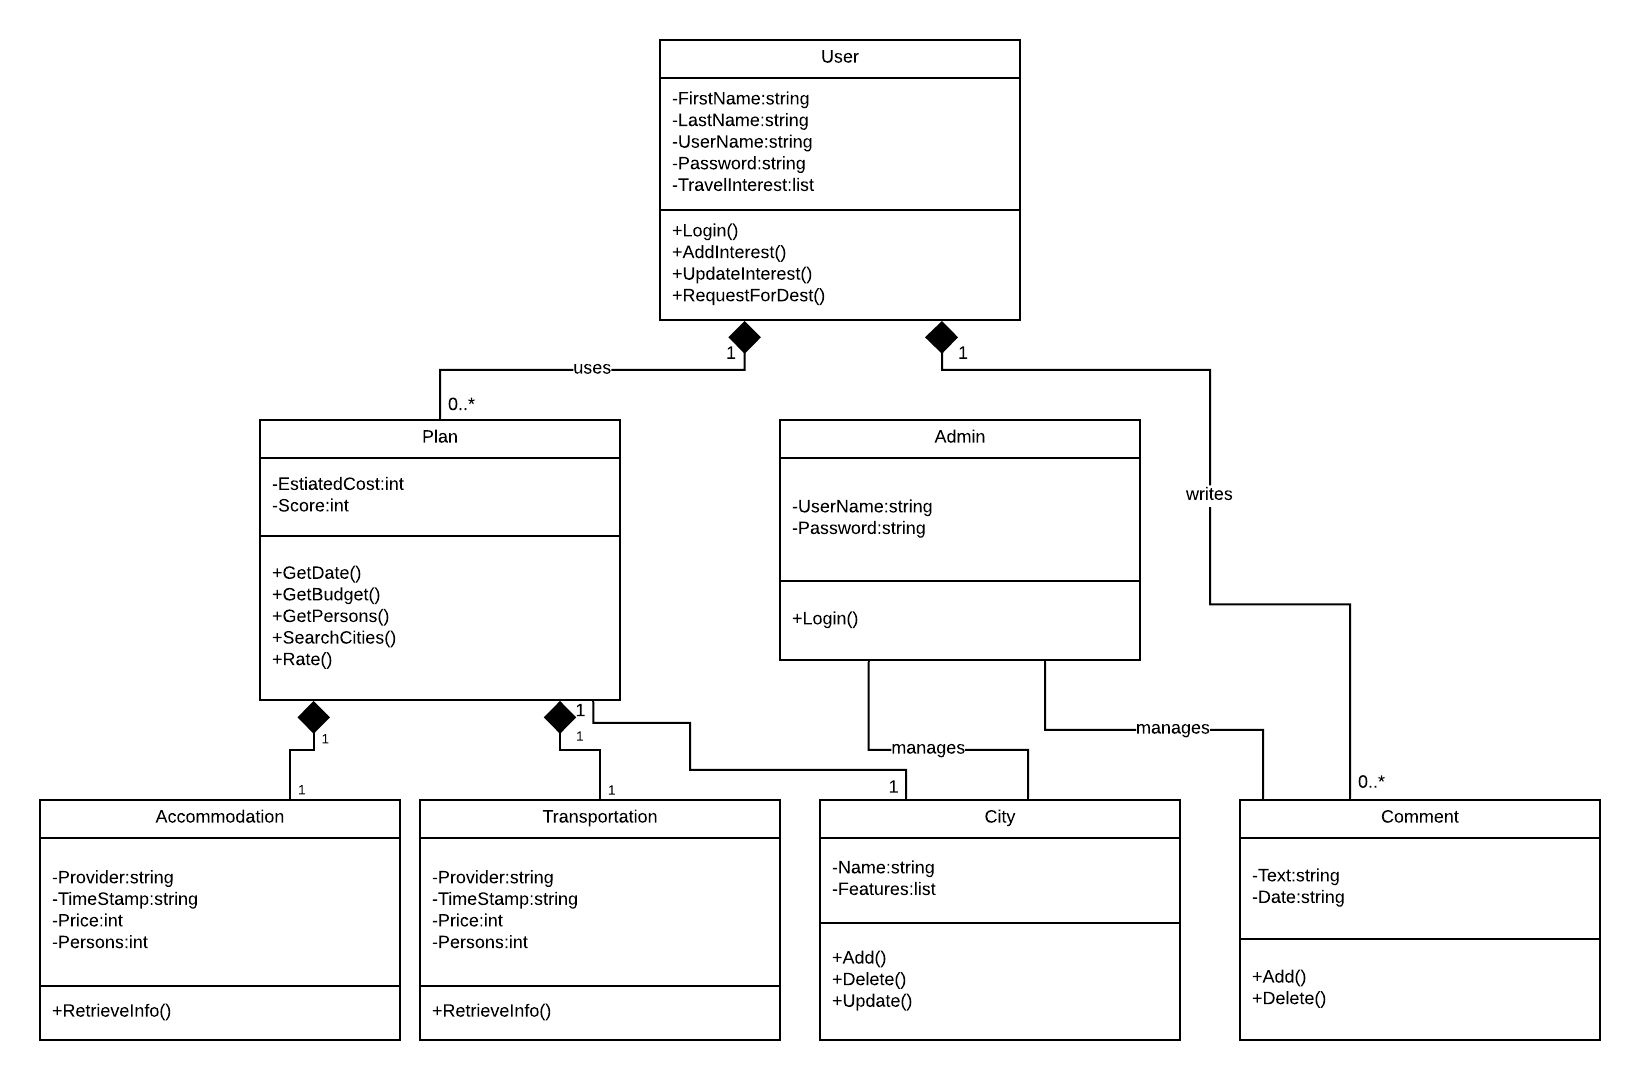 User
-FirstName:string
-LastName:string
-UserName:string
-Password:string
-TravelInterest:list
+Login()
+AddInterest()
+UpdateInterest()
+RequestForDest()
1
1
uses
0..*
Plan
-EstiatedCost:int
-Score:int
+GetDate()
+GetBudget()
+GetPersons()
+SearchCities()
+Rate()
Admin
-UserName:string
-Password:string
+Login()
writes
1
1
1
manages
manages
1
1
1
0..*
Accommodation
-Provider:string
-TimeStamp:string
-Price:int
-Persons:int
+RetrieveInfo()
Transportation
-Provider:string
-TimeStamp:string
-Price:int
-Persons:int
+RetrieveInfo()
City
-Name:string
-Features:list
+Add()
+Delete()
+Update()
Comment
-Text:string
-Date:string
+Add()
+Delete()